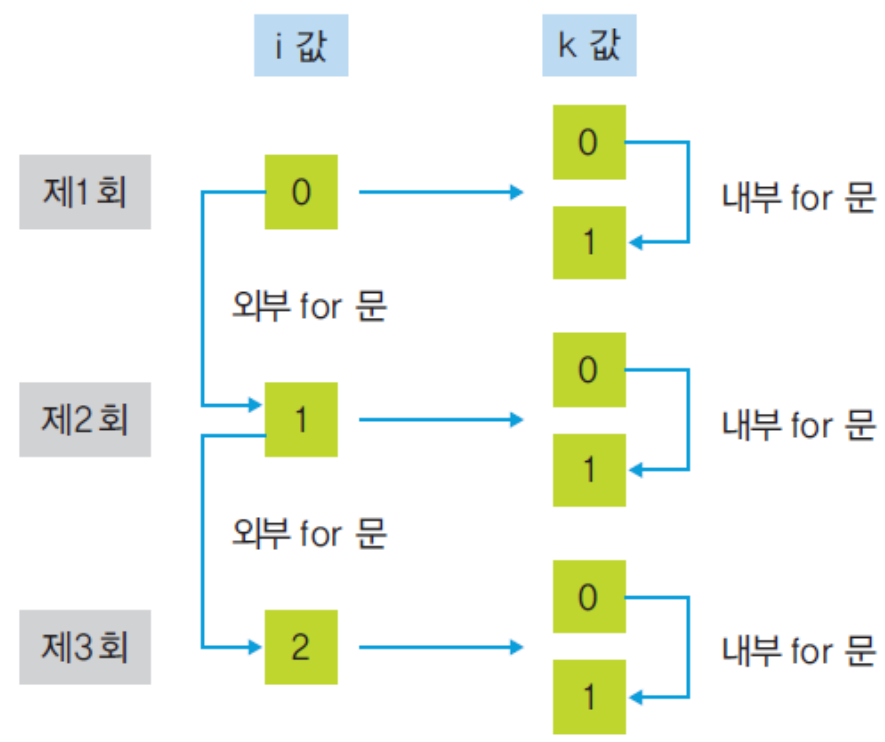 i 값
k 값
제1회
0
0
1
내부 for 문
외부 for 문
제2회
1
0
1
내부 for 문
외부 for 문
제3회
2
0
1
내부 for 문